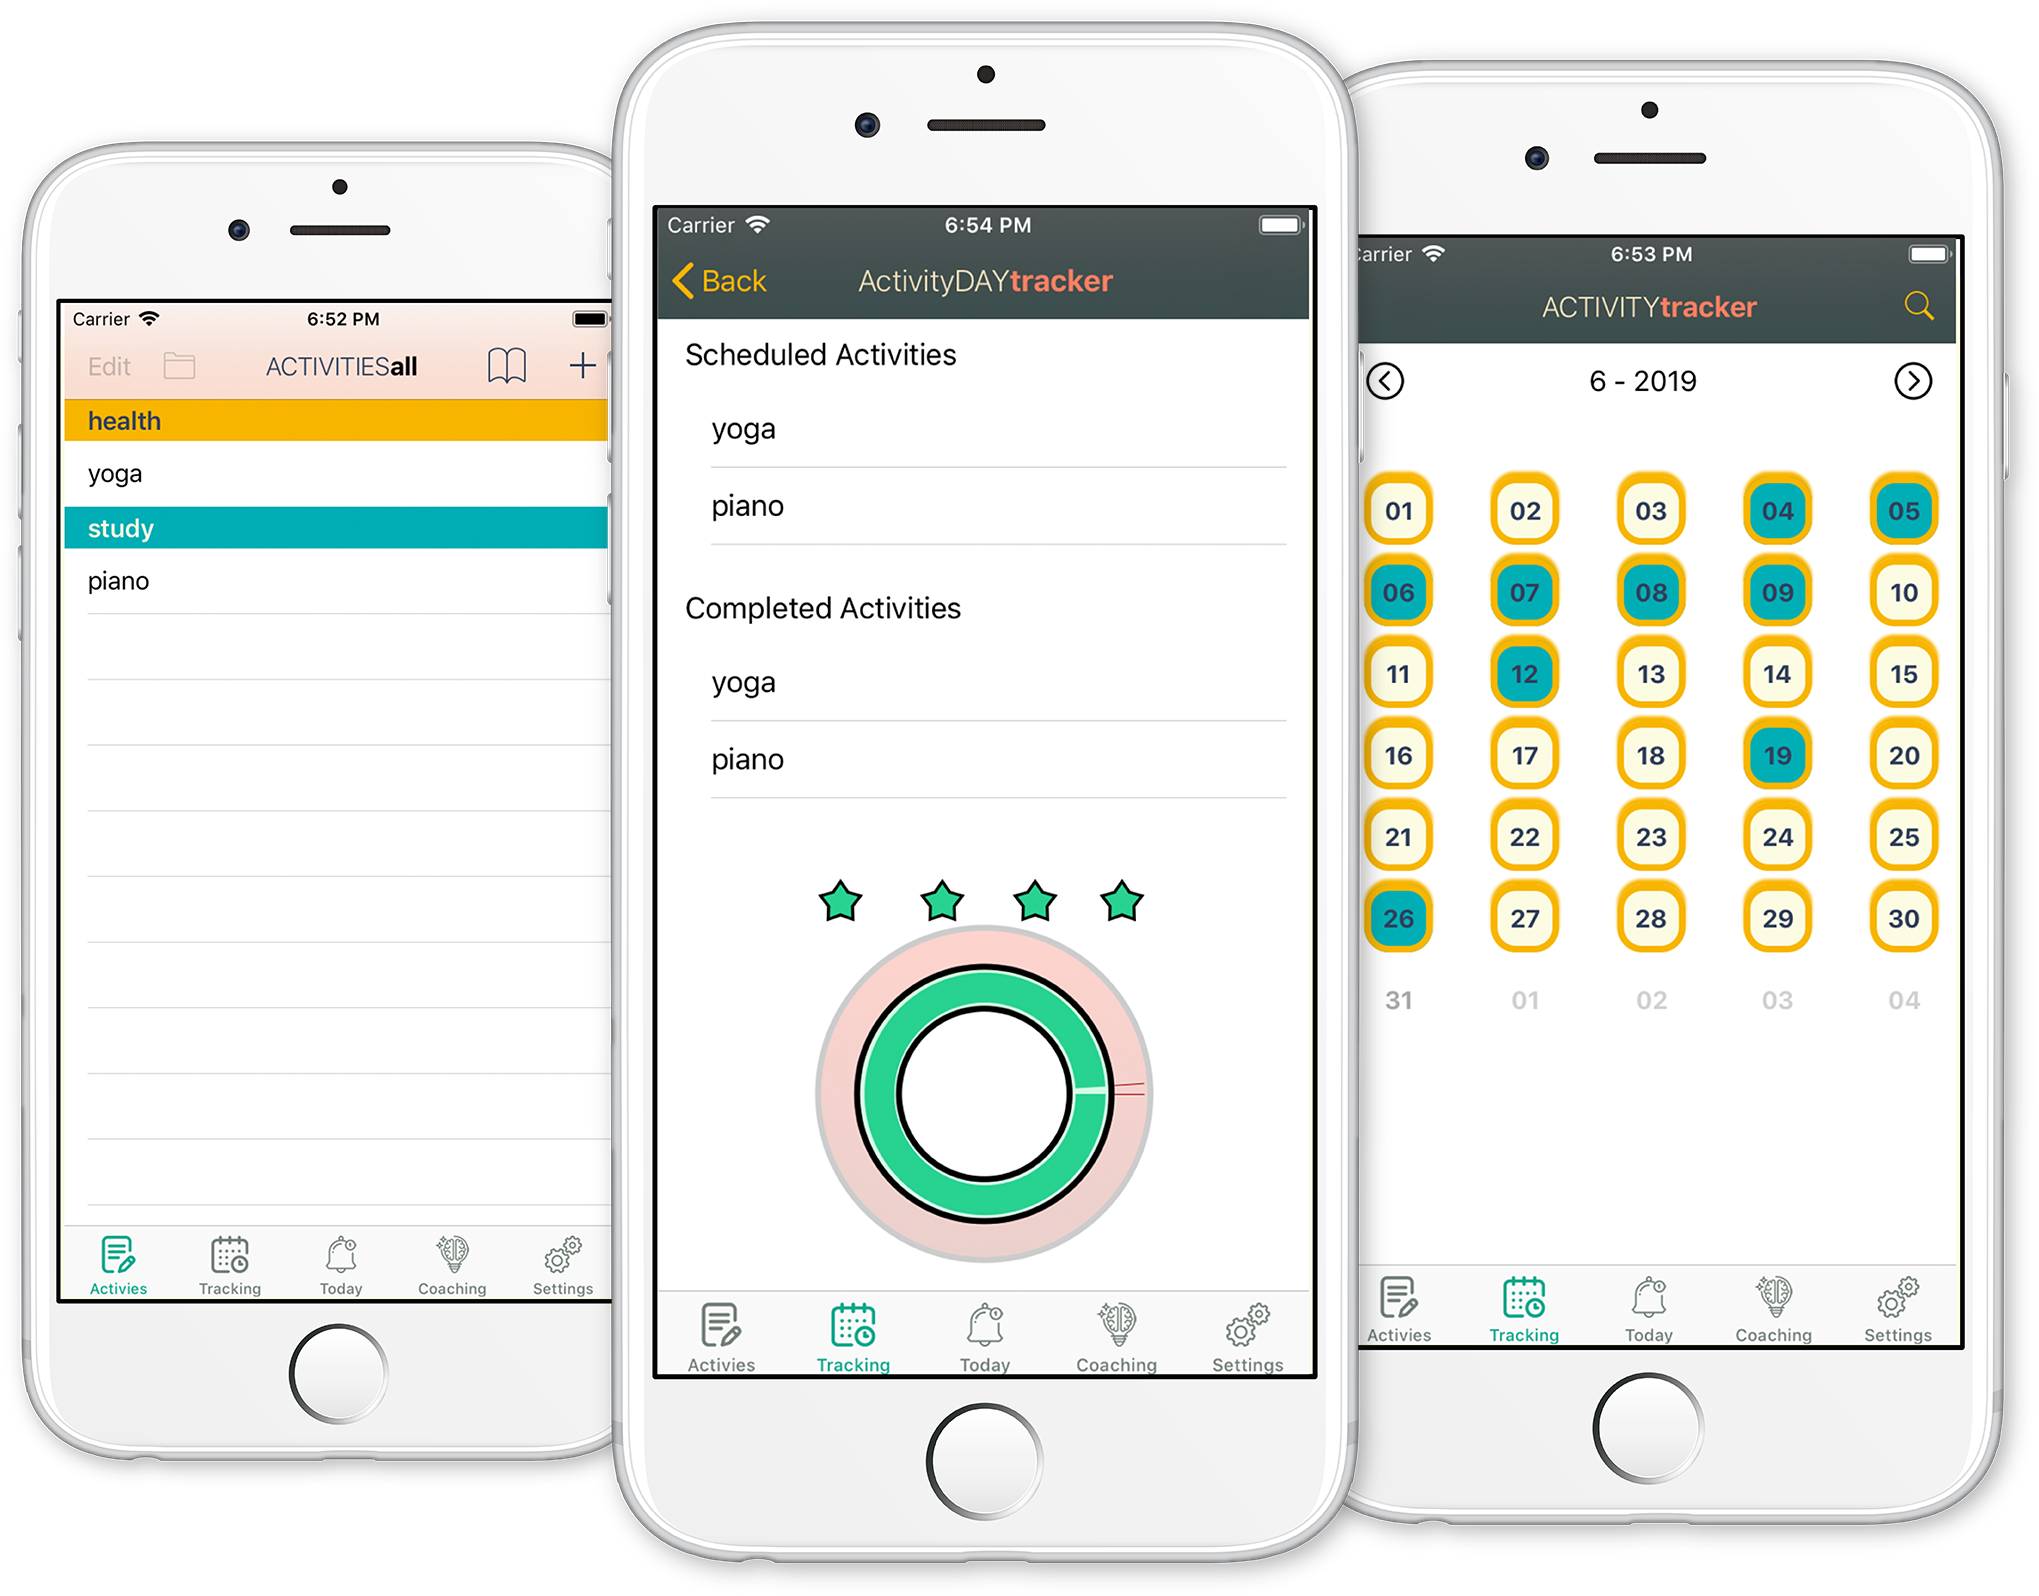 Carrier 6:52 PM
Edit ACTIVITIESall +
health
yoga
study
piano
Activies Tracking Today Coaching Settings
Carrier 6:54 PM
Back ActivityDAYtracker
Scheduled Activities
yoga
piano
Completed Activities
yoga
piano
Activies Tracking Today Coaching Settings
arrier 6:53 PM
ACTIVITYtracker
6 - 2019
01 02 03 04 05
06 07 08 09 10
11 12 13 14 15
16 17 18 19 20
21 22 23 24 25
26 27 28 29 30
31 01 02 03 04
Activies Tracking Today Coaching Settings